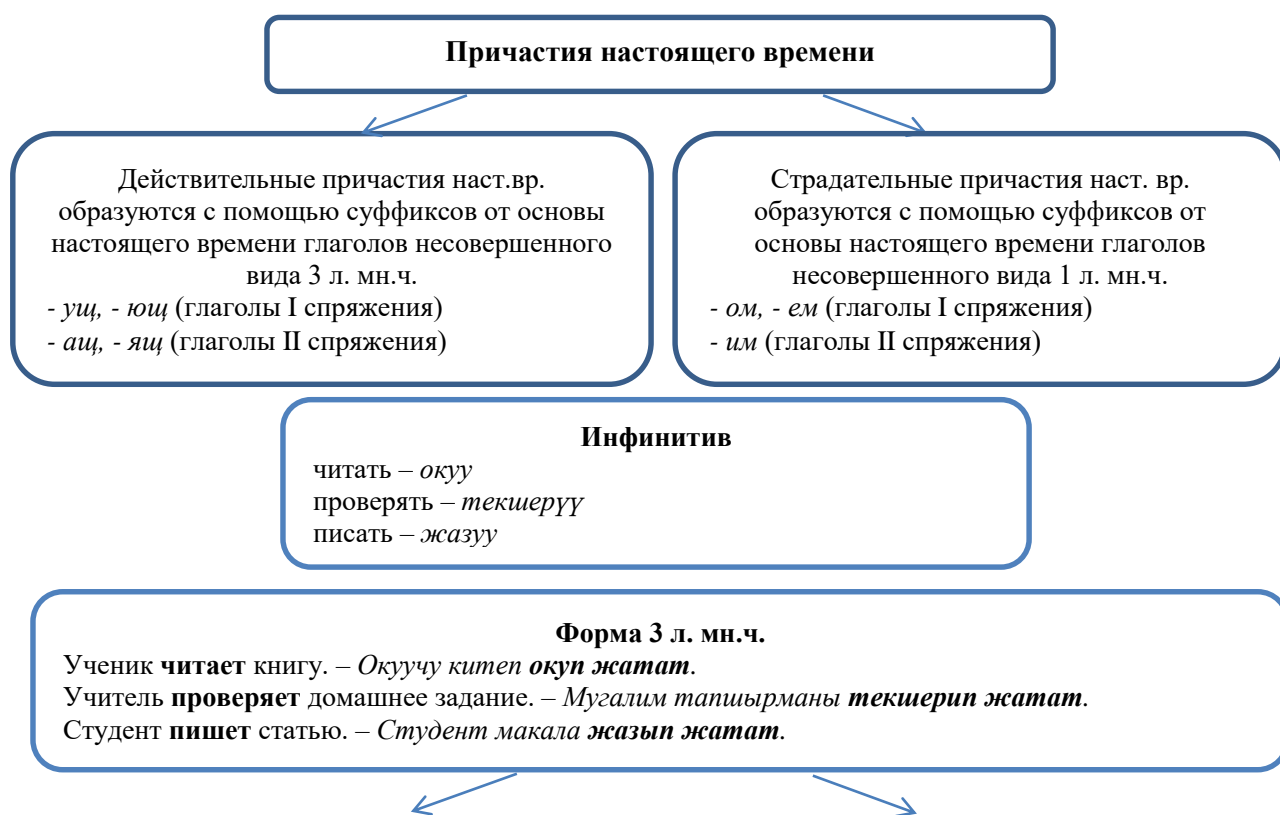 Причастия настоящего времени
Действительные причастия наст.вр.
образуются с помощью суффиксов от основы
настоящего времени глаголов несовершенного
вида 3 л. мн.ч.
- ущ, - ющ (глаголы I спряжения)
- ащ, - ящ (глаголы II спряжения)
Страдательные причастия наст. вр.
образуются с помощью суффиксов от
основы настоящего времени глаголов
несовершенного вида 1 л. мн.ч.
- ом, - ем (глаголы I спряжения)
- им (глаголы II спряжения)
Инфинитив
читать – окуу
проверять – текшерүү
писать – жазуу
Форма 3 л. мн.ч.
Ученик читает книгу. – Окуучу китеп окуп жатат.
Учитель проверяет домашнее задание. – Мугалим тапшырманы текшерип жатат.
Студент пишет статью. – Студент макала жазып жатат.